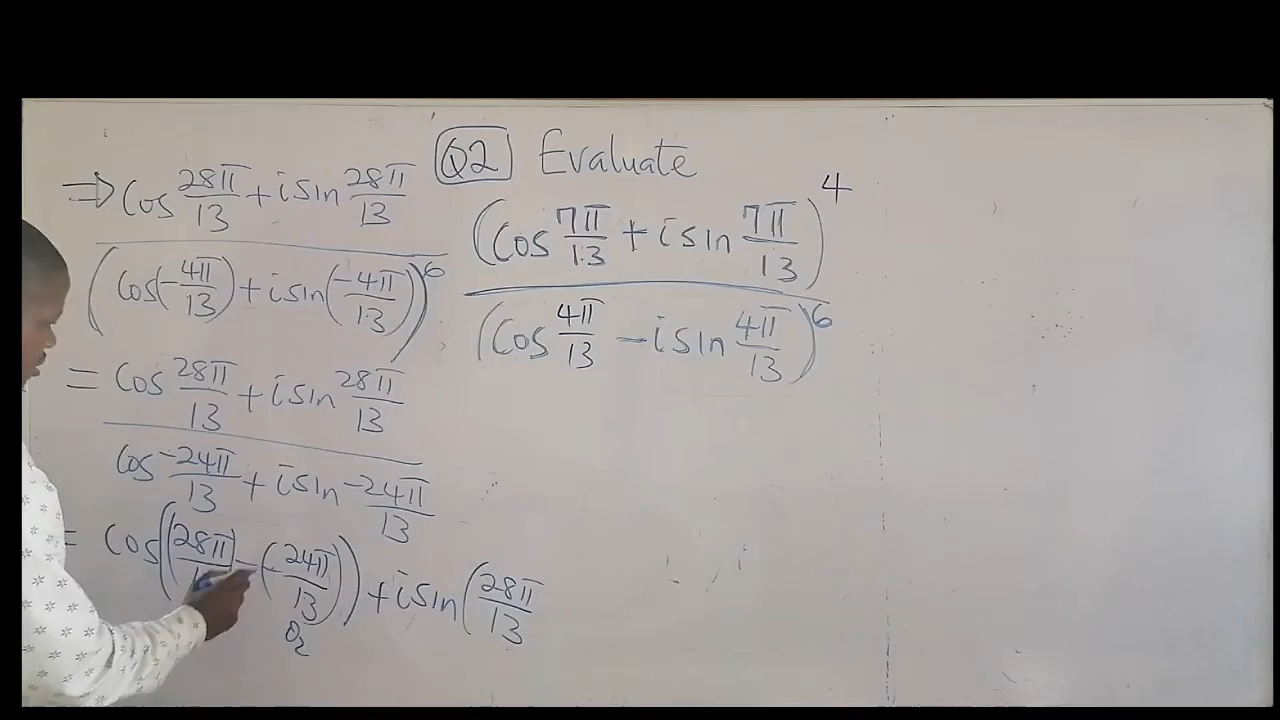 Q2 Evaluate
(Cos 7π/13 + i sin 7π/13)^4
(Cos 4π/13 - i sin 4π/13)^6
⇒ Cos 28π/13 + i sin 28π/13
(Cos(-4π/13) + i sin(-4π/13))^6
= Cos 28π/13 + i sin 28π/13
Cos -24π/13 + i sin -24π/13
= Cos((28π - (-24π/13)) + i sin(28π/13
θ2